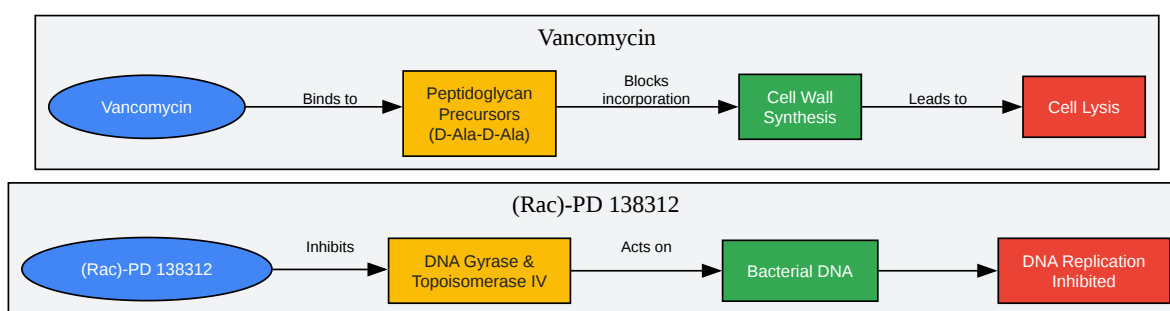 Vancomycin
Vancomycin
Binds to
Peptidoglycan
Precursors
(D-Ala-D-Ala)
Blocks
incorporation
Cell Wall
Synthesis
Leads to
Cell Lysis
(Rac)-PD 138312
(Rac)-PD 138312
Inhibits
DNA Gyrase &
Topoisomerase IV
Acts on
Bacterial DNA
DNA Replication
Inhibited